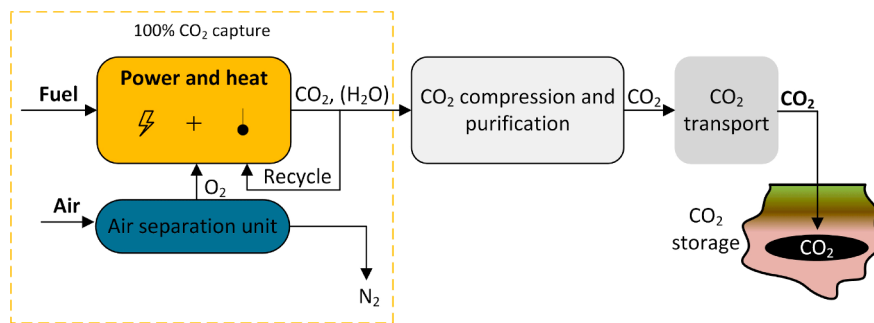 100% CO₂ capture
Power and heat
Fuel
+
CO₂, (H₂O)
Recycle
O₂
Air
Air separation unit
N₂
CO₂ compression and
purification
CO₂
CO₂
transport
CO₂
CO₂
storage
CO₂